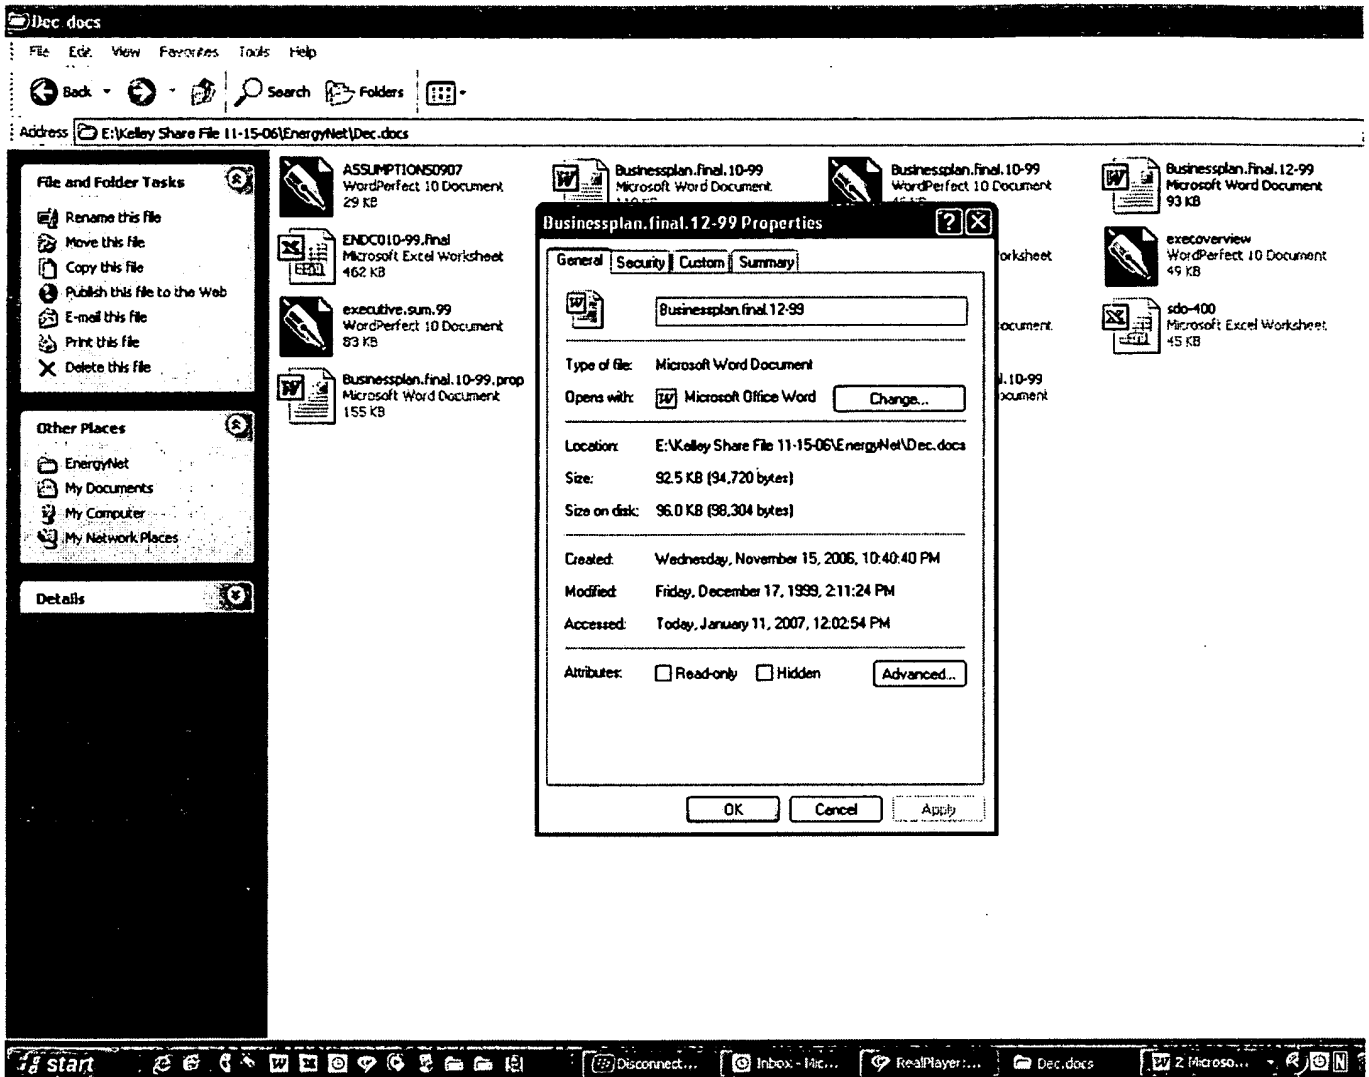 Dec docs
File Edit View Favorites Tools Help
Back Search Folders
Address E:\Kelley Share File 11-15-06\EnergyNet\Dec.docs
File and Folder Tasks
Rename this file
Move this file
Copy this file
Publish this file to the Web
E-mail this file
Print this file
Delete this file
Other Places
EnergyNet
My Documents
My Computer
My Network Places
Details
ASSUMPTIONS0907
WordPerfect 10 Document
29 KB
Businessplan.final.10-99
Microsoft Word Document
Businessplan.final.10-99
WordPerfect 10 Document
Businessplan.final.12-99
Microsoft Word Document
93 KB
ENDC010-99.final
Microsoft Excel Worksheet
462 KB
orksheet
execoverview
WordPerfect 10 Document
49 KB
executive.sum.99
WordPerfect 10 Document
83 KB
ocument
sdo-400
Microsoft Excel Worksheet
45 KB
Businessplan.final.10-99.prop
Microsoft Word Document
155 KB
l.10-99
ocument
Businessplan.final.12-99 Properties
General Security Custom Summary
Businessplan.final.12-99
Type of file: Microsoft Word Document
Opens with: Microsoft Office Word Change...
Location: E:\Kelley Share File 11-15-06\EnergyNet\Dec.docs
Size: 92.5 KB (94,720 bytes)
Size on disk: 96.0 KB (98,304 bytes)
Created: Wednesday, November 15, 2006, 10:40:40 PM
Modified: Friday, December 17, 1999, 2:11:24 PM
Accessed: Today, January 11, 2007, 12:02:54 PM
Attributes: Read-only Hidden Advanced...
OK Cancel Apply
start Disconnect... Inbox - Mic... RealPlayer:... Dec.docs 2 Microso...